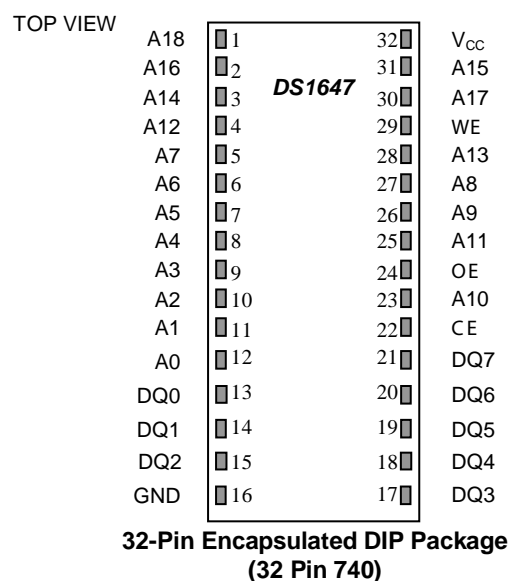 TOP VIEW
A18 1 32 VCC
A16 2 31 A15
DS1647
A14 3 30 A17
A12 4 29 WE
A7 5 28 A13
A6 6 27 A8
A5 7 26 A9
A4 8 25 A11
A3 9 24 OE
A2 10 23 A10
A1 11 22 CE
A0 12 21 DQ7
DQ0 13 20 DQ6
DQ1 14 19 DQ5
DQ2 15 18 DQ4
GND 16 17 DQ3
32-Pin Encapsulated DIP Package
(32 Pin 740)